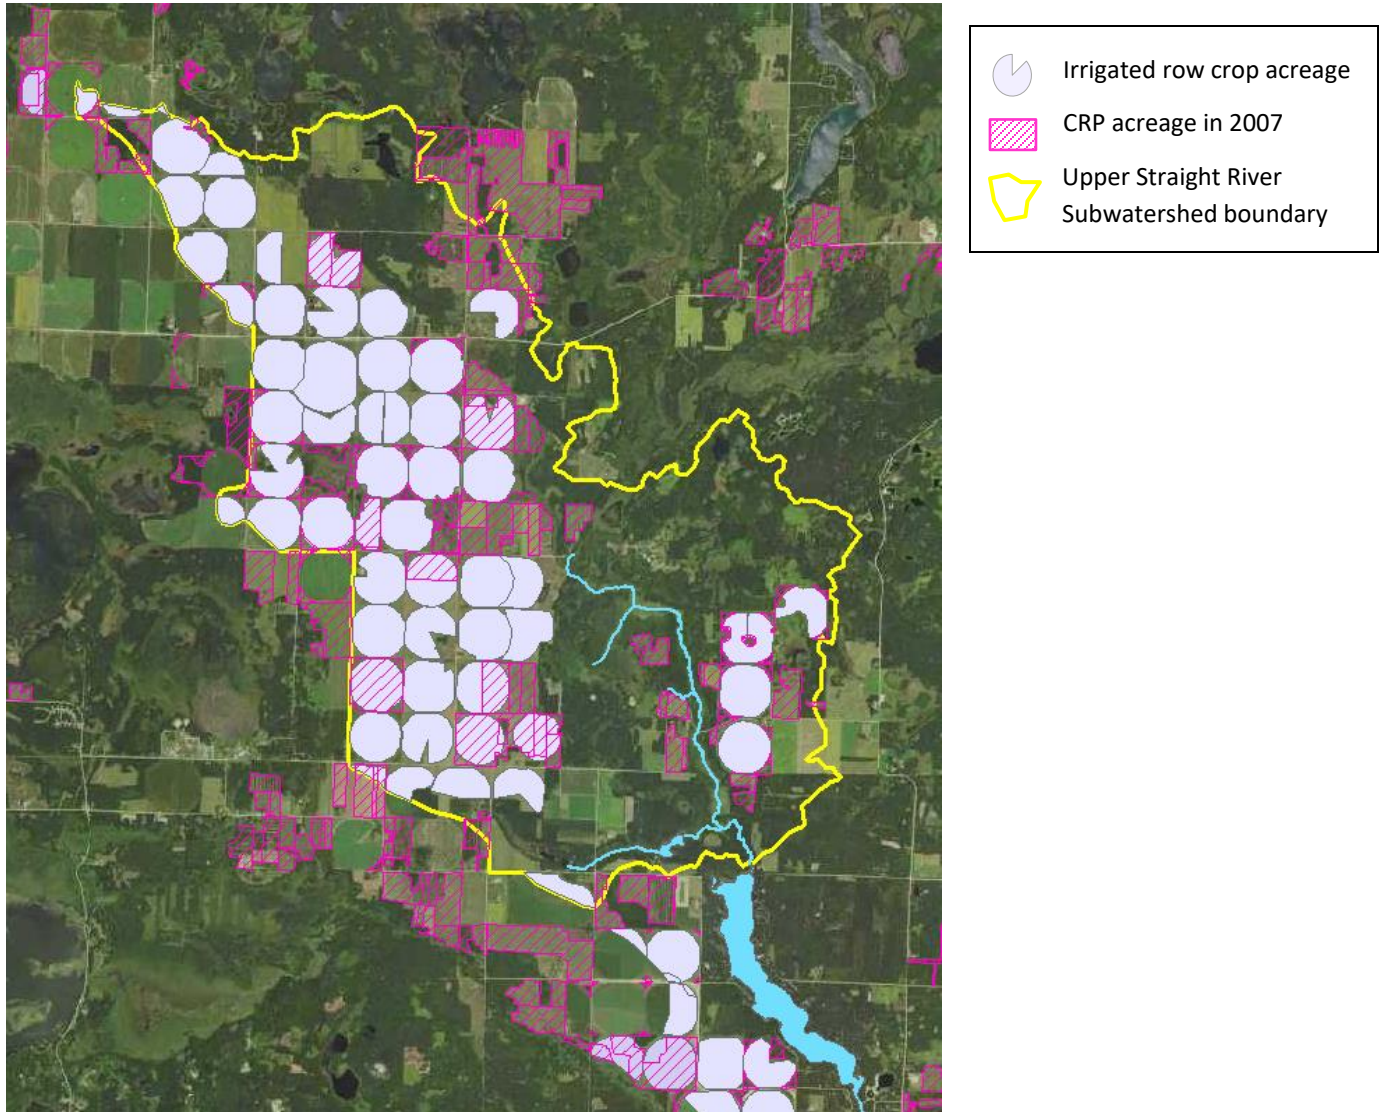 Irrigated row crop acreage
CRP acreage in 2007
Upper Straight River
Subwatershed boundary